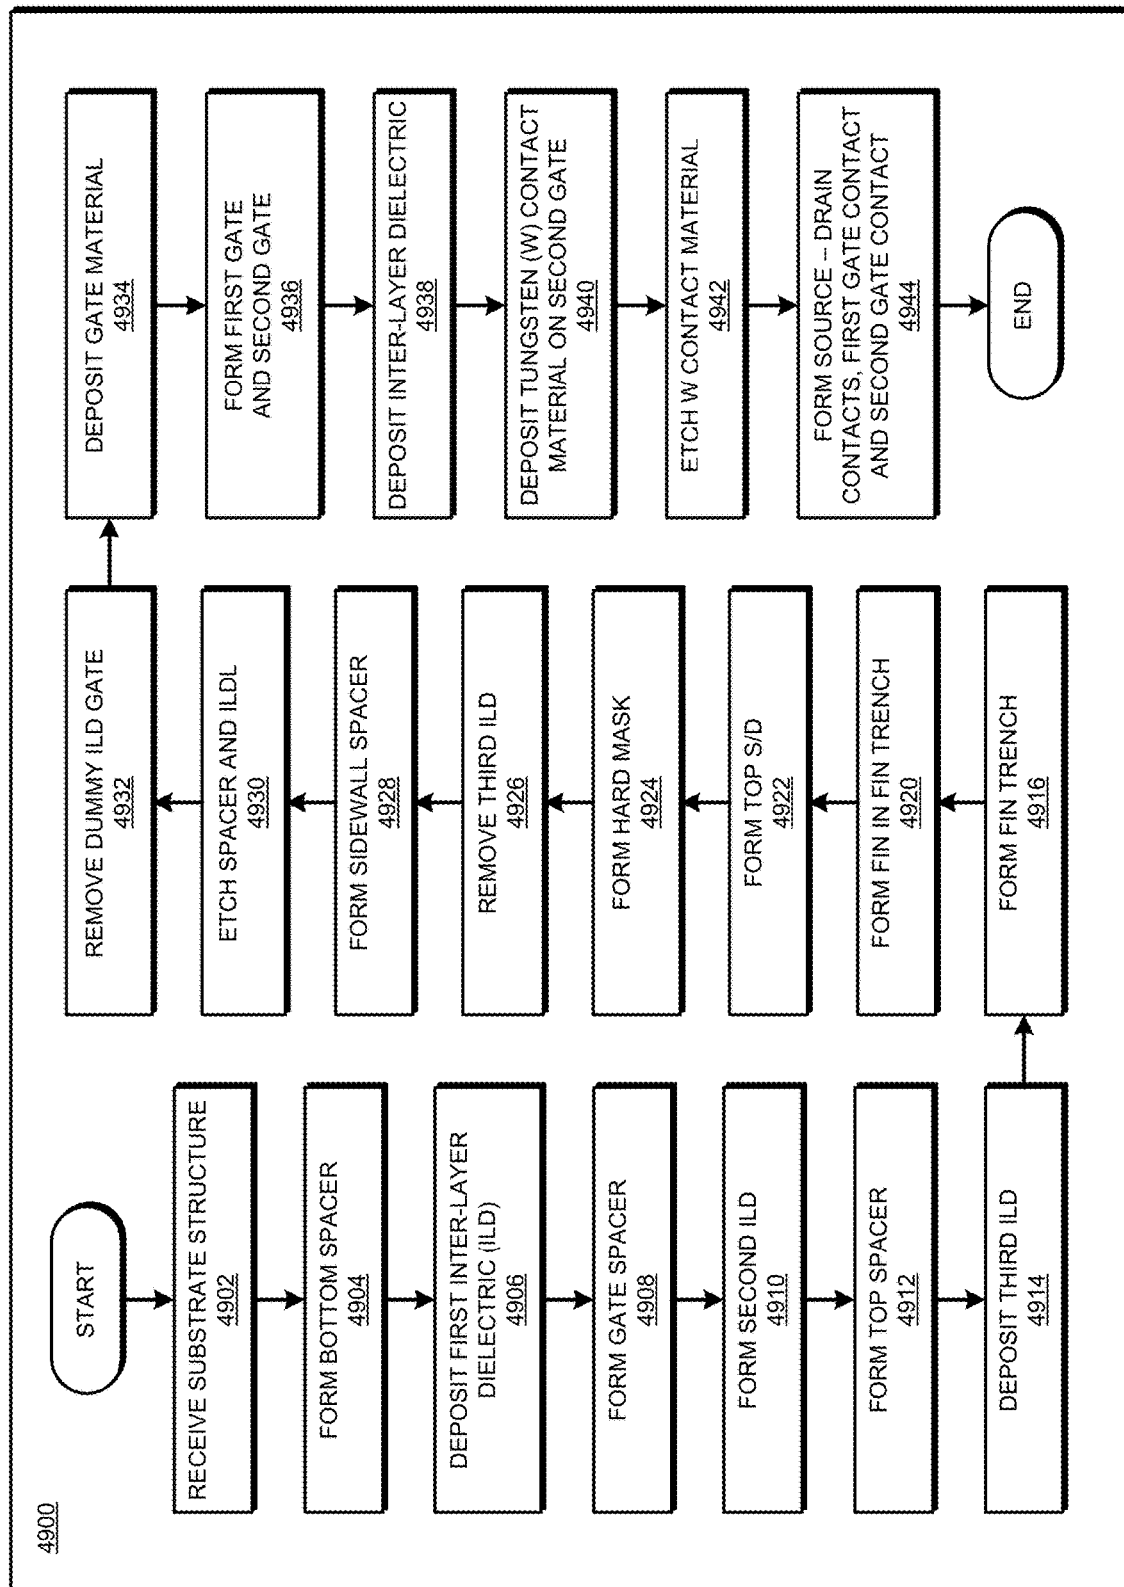 4900
START
RECEIVE SUBSTRATE STRUCTURE
4902
FORM BOTTOM SPACER
4904
DEPOSIT FIRST INTER-LAYER
DIELECTRIC (ILD)
4906
FORM GATE SPACER
4908
FORM SECOND ILD
4910
FORM TOP SPACER
4912
DEPOSIT THIRD ILD
4914
FORM FIN TRENCH
4916
FORM FIN IN FIN TRENCH
4920
FORM TOP S/D
4922
FORM HARD MASK
4924
REMOVE THIRD ILD
4926
FORM SIDEWALL SPACER
4928
ETCH SPACER AND ILDL
4930
REMOVE DUMMY ILD GATE
4932
DEPOSIT GATE MATERIAL
4934
FORM FIRST GATE
AND SECOND GATE
4936
DEPOSIT INTER-LAYER DIELECTRIC
4938
DEPOSIT TUNGSTEN (W) CONTACT
MATERIAL ON SECOND GATE
4940
ETCH W CONTACT MATERIAL
4942
FORM SOURCE – DRAIN
CONTACTS, FIRST GATE CONTACT
AND SECOND GATE CONTACT
4944
END